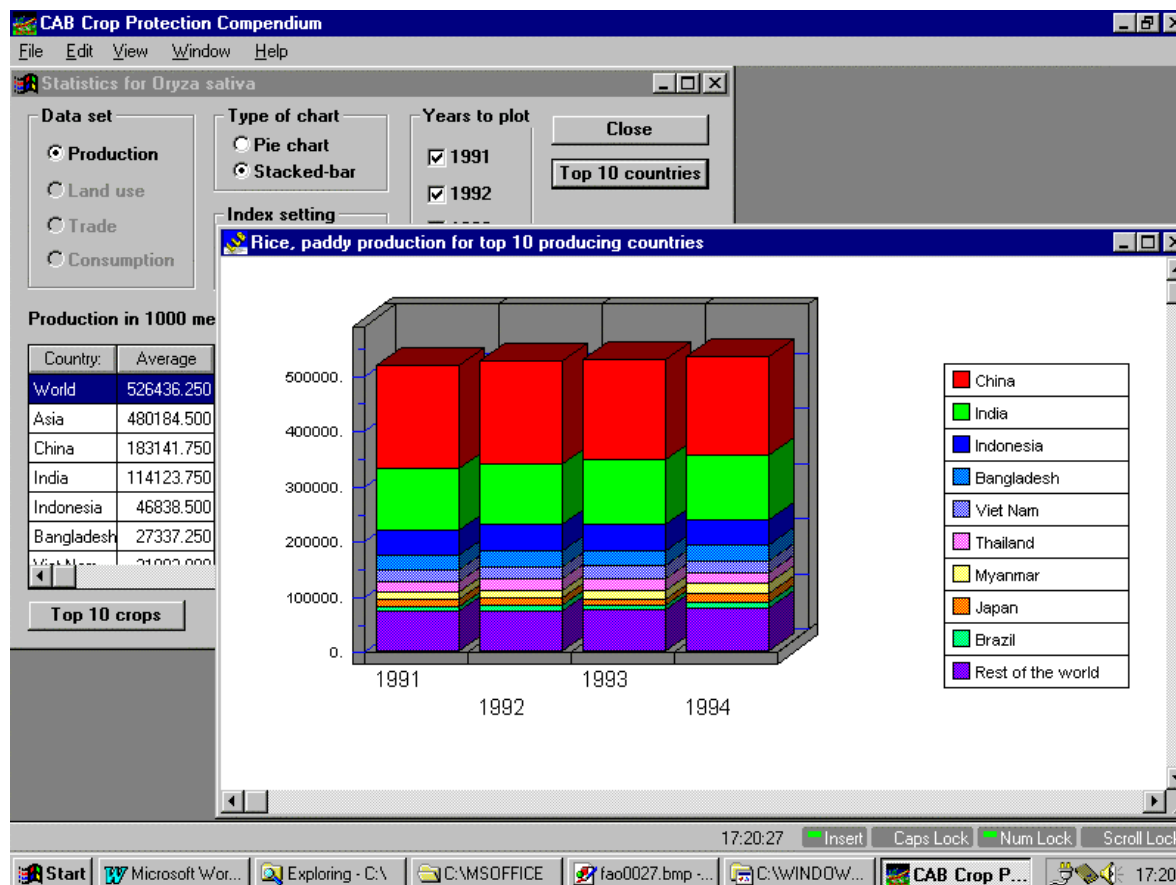 CAB Crop Protection Compendium
File Edit View Window Help
Statistics for Oryza sativa
Data set
Production
Land use
Trade
Consumption
Type of chart
Pie chart
Stacked-bar
Index setting
Years to plot
1991
1992
Close
Top 10 countries
Production in 1000 me
Country: Average
World 526436.250
Asia 480184.500
China 183141.750
India 114123.750
Indonesia 46838.500
Bangladesh 27337.250
Top 10 crops
Rice, paddy production for top 10 producing countries
500000.
400000.
300000.
200000.
100000.
0.
1991
1992
1993
1994
China
India
Indonesia
Bangladesh
Viet Nam
Thailand
Myanmar
Japan
Brazil
Rest of the world
17:20:27 Insert Caps Lock Num Lock Scroll Lock
Start Microsoft Wor... Exploring - C:\ C:\MSOFFICE fao0027.bmp -... C:\WINDOW... CAB Crop P... 17:20